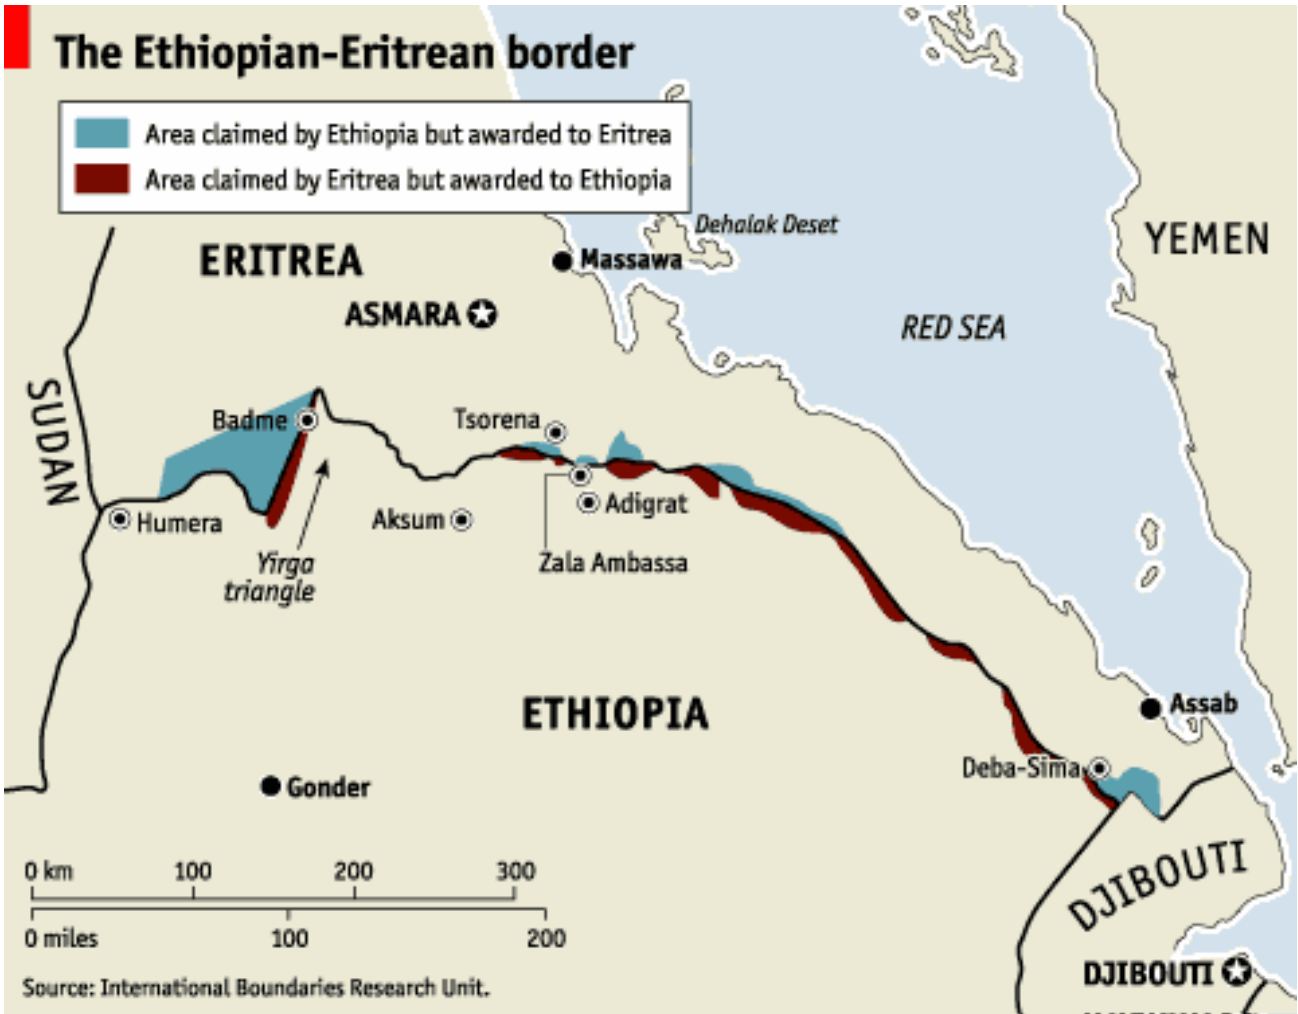 The Ethiopian-Eritrean border
Area claimed by Ethiopia but awarded to Eritrea
Area claimed by Eritrea but awarded to Ethiopia
Dehalak Deset
YEMEN
ERITREA
Massawa
ASMARA
RED SEA
SUDAN
Badme
Tsorena
Humera
Aksum
Adigrat
Yirga
triangle
Zala Ambassa
ETHIOPIA
Assab
Deba-Sima
Gonder
DJIBOUTI
0 km 100 200 300
0 miles 100 200
DJIBOUTI
Source: International Boundaries Research Unit.